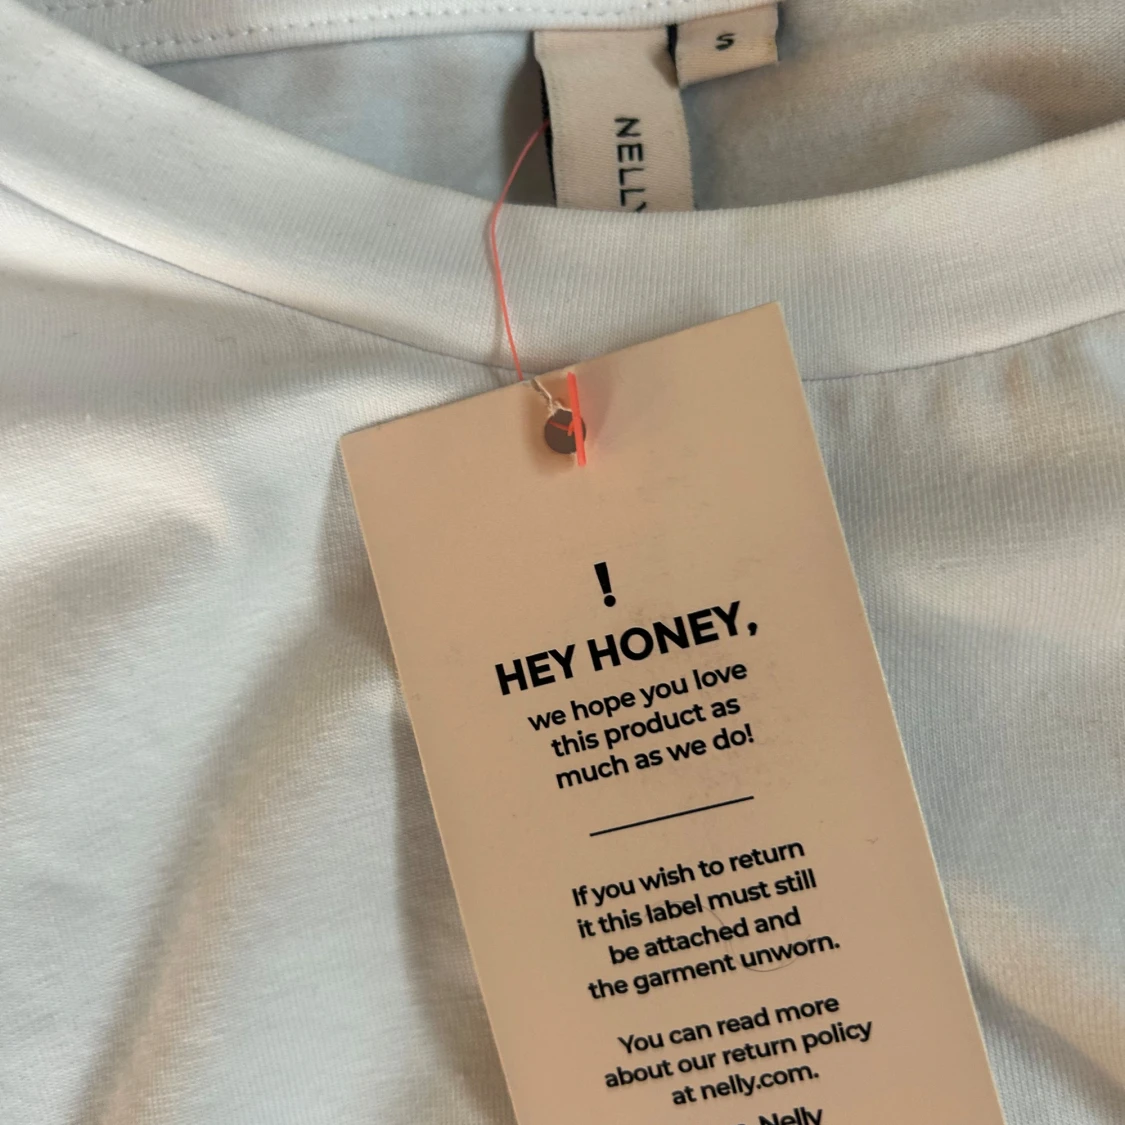 S
NELLY
!
HEY HONEY,
we hope you love
this product as
much as we do!
If you wish to return
it this label must still
be attached and
the garment unworn.
You can read more
about our return policy
at nelly.com.
Nelly